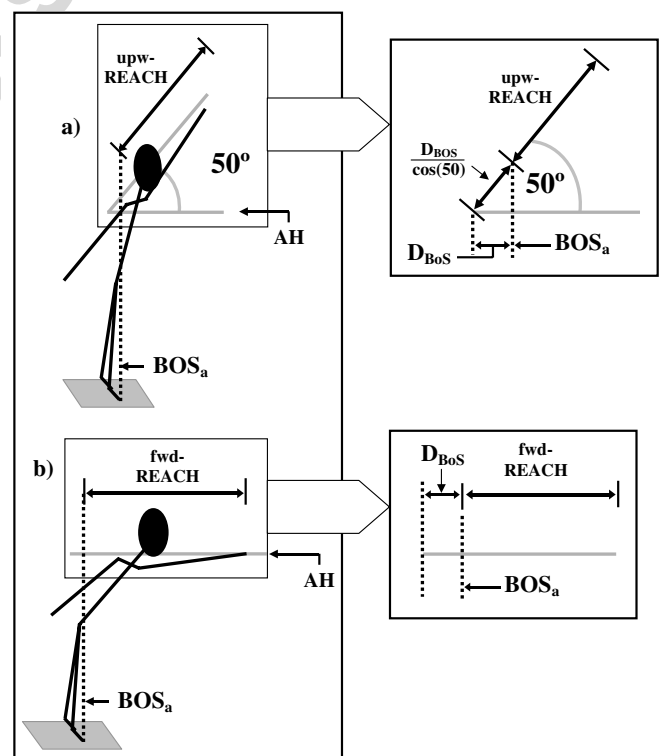 upw-
REACH
a)
50º
AH
BOSa
upw-
REACH
DBOS
cos(50)
50º
DBoS
BOSa
b)
fwd-
REACH
AH
BOSa
DBoS
fwd-
REACH
BOSa